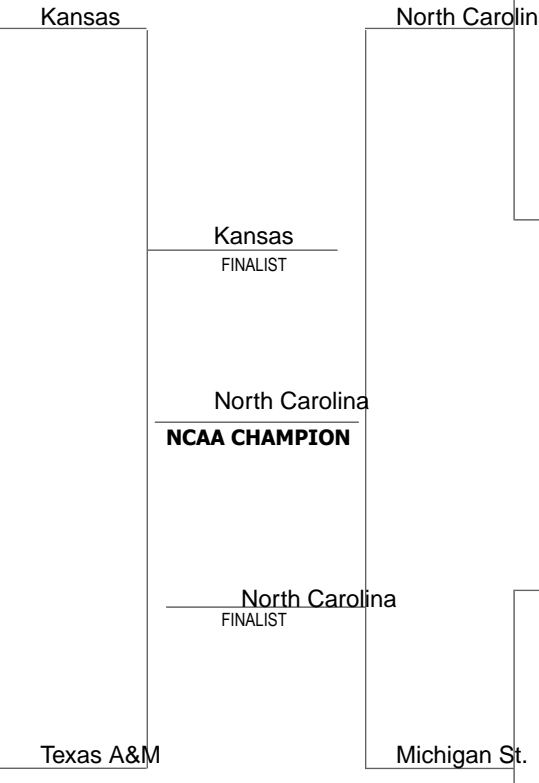 Kansas
North Carolin
Kansas
FINALIST
North Carolina
NCAA CHAMPION
North Carolina
FINALIST
Texas A&M
Michigan St.